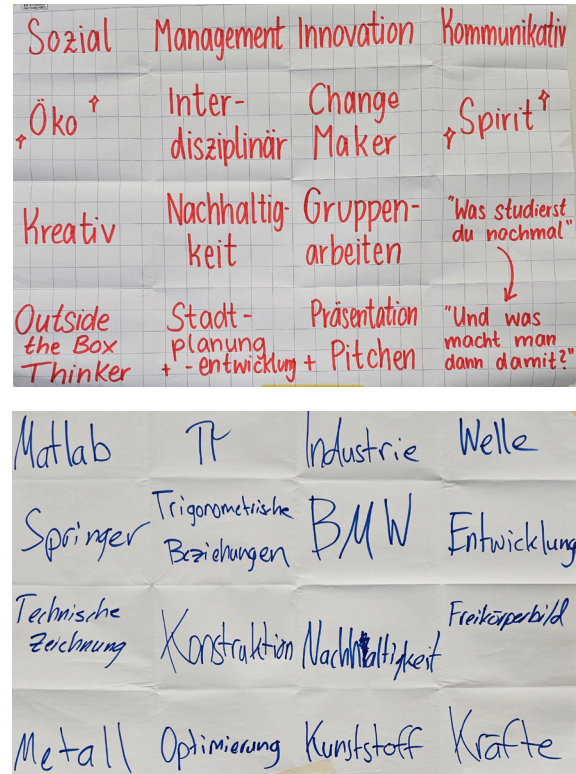 Sozial Management Innovation Kommunikativ
Öko Inter- Change Spirit
disziplinär Maker
Kreativ Nachhaltig- Gruppen- "Was studierst
keit arbeiten du nochmal"
Outside Stadt- Präsentation "Und was
the Box planung macht man
Thinker + - entwicklung + Pitchen dann damit?"
Matlab π Industrie Welle
Springer Trigonometrische BMW Entwicklung
Beziehungen
Technische Konstruktion Nachhaltigkeit Freikörperbild
Zeichnung
Metall Optimierung Kunststoff Kräfte